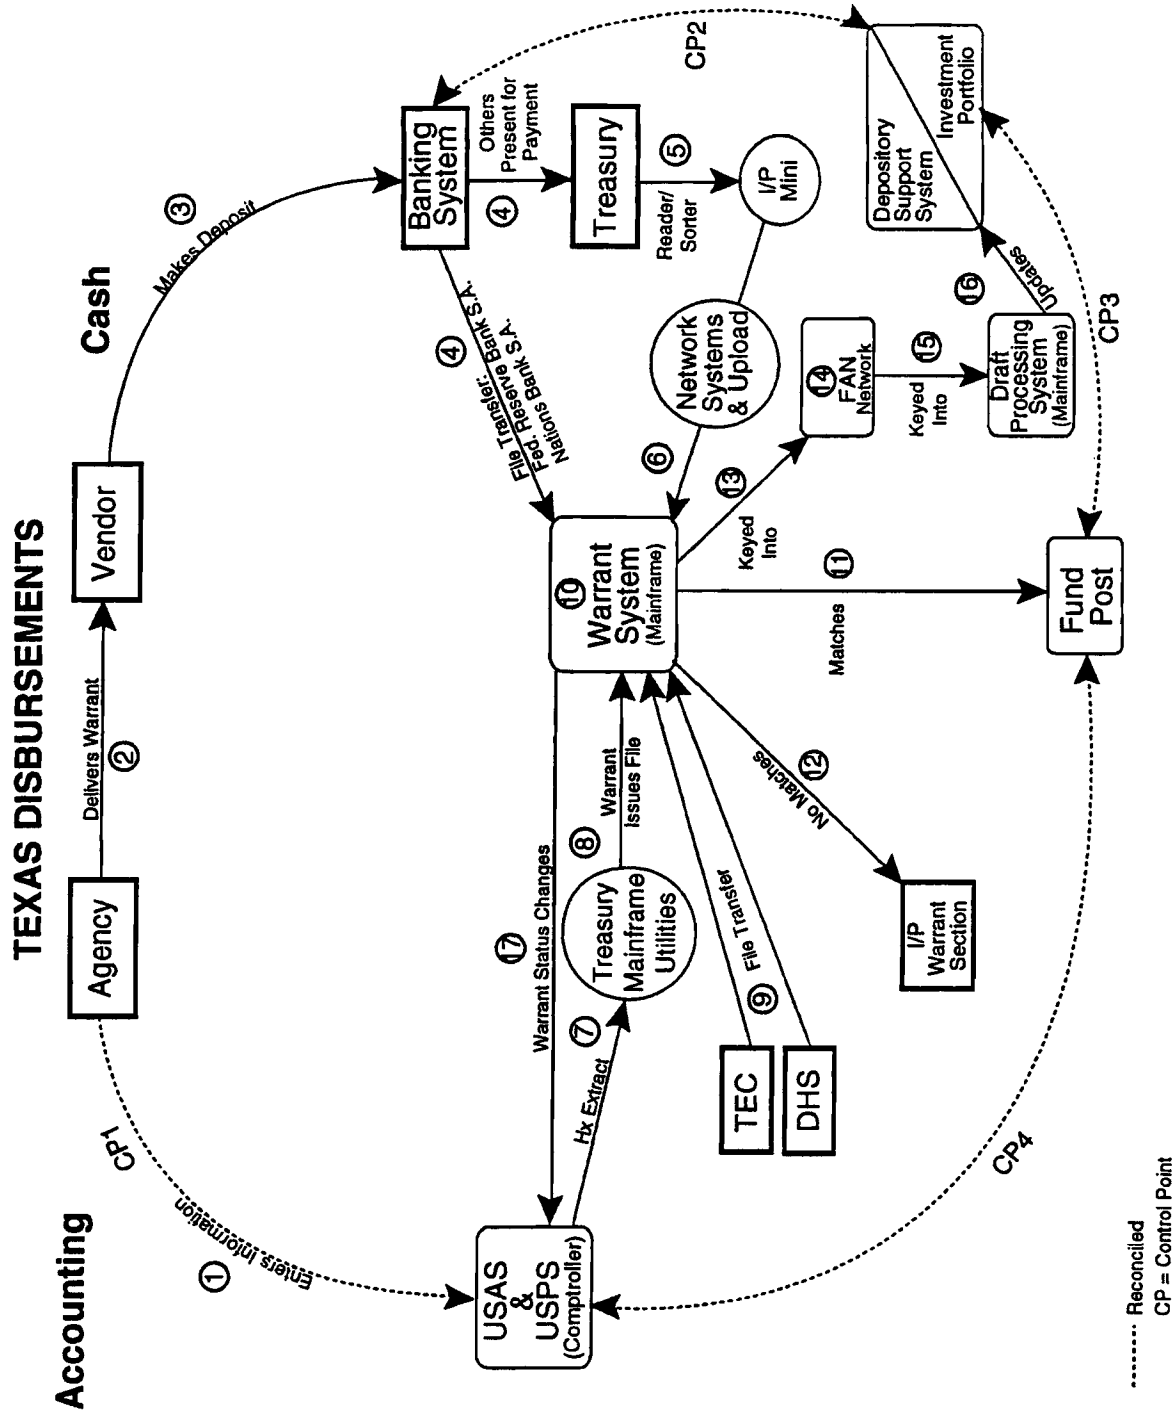 TEXAS DISBURSEMENTS
Accounting
Cash
Agency
Delivers Warrant
2
Vendor
3
Makes Deposit
CP1
1
Enters Information
USAS
&
USPS
(Comptroller)
17
Warrant Status Changes
7
Hx Extract
Treasury
Mainframe
Utilities
8
Warrant
Issues File
TEC
DHS
9
File Transfer
10
Warrant
System
(Mainframe)
4
File Transfer: Bank S.A.
Fed. Reserve Bank S.A.
Nations Bank S.A.
Banking
System
Others
Present for
Payment
4
Treasury
Reader/
Sorter
5
I/P
Mini
Network
Systems
& Upload
6
Keyed
Into
13
14
FAN
Network
Keyed
Into
15
Draft
Processing
System
(Mainframe)
16
Updates
Depository
Support
System
Investment
Portfolio
CP2
CP3
Matches
11
Fund
Post
No Matches
12
I/P
Warrant
Section
CP4
Reconciled
CP = Control Point